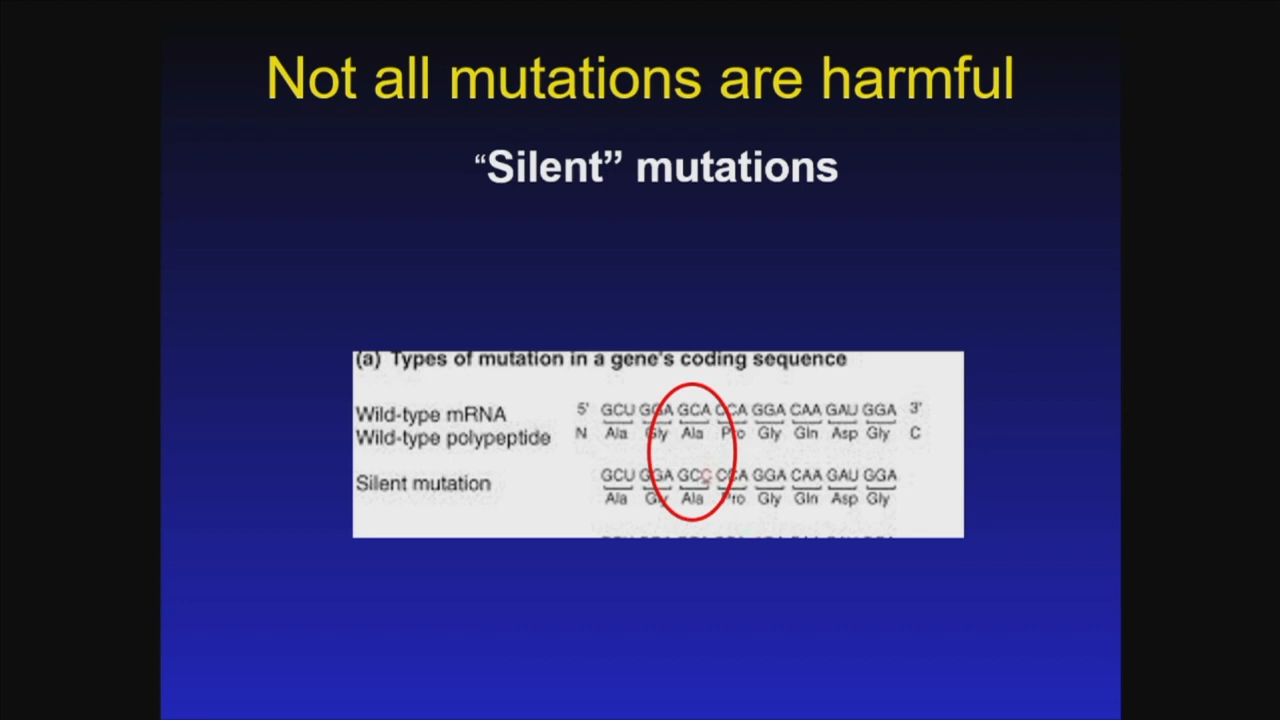 Not all mutations are harmful
“Silent” mutations
(a) Types of mutation in a gene's coding sequence
Wild-type mRNA 5' GCU GGA GCA CCA GGA CAA GAU GGA 3'
Wild-type polypeptide N Ala Gly Ala Pro Gly Gln Asp Gly C
Silent mutation GCU GGA GCC CCA GGA CAA GAU GGA
Ala Gly Ala Pro Gly Gln Asp Gly